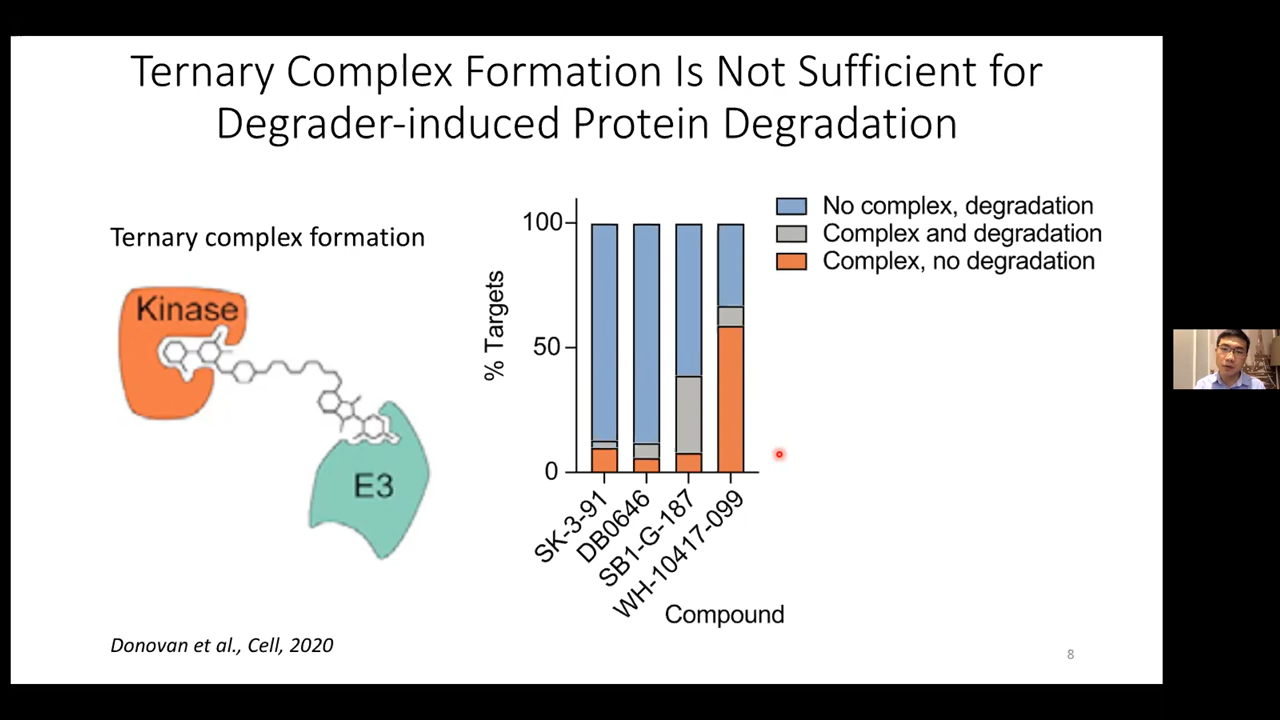 Ternary Complex Formation Is Not Sufficient for
Degrader-induced Protein Degradation
Ternary complex formation
Kinase
E3
% Targets
100
50
0
SK-3-91
DB0646
SB1-G-187
WH-10417-099
Compound
No complex, degradation
Complex and degradation
Complex, no degradation
Donovan et al., Cell, 2020
8